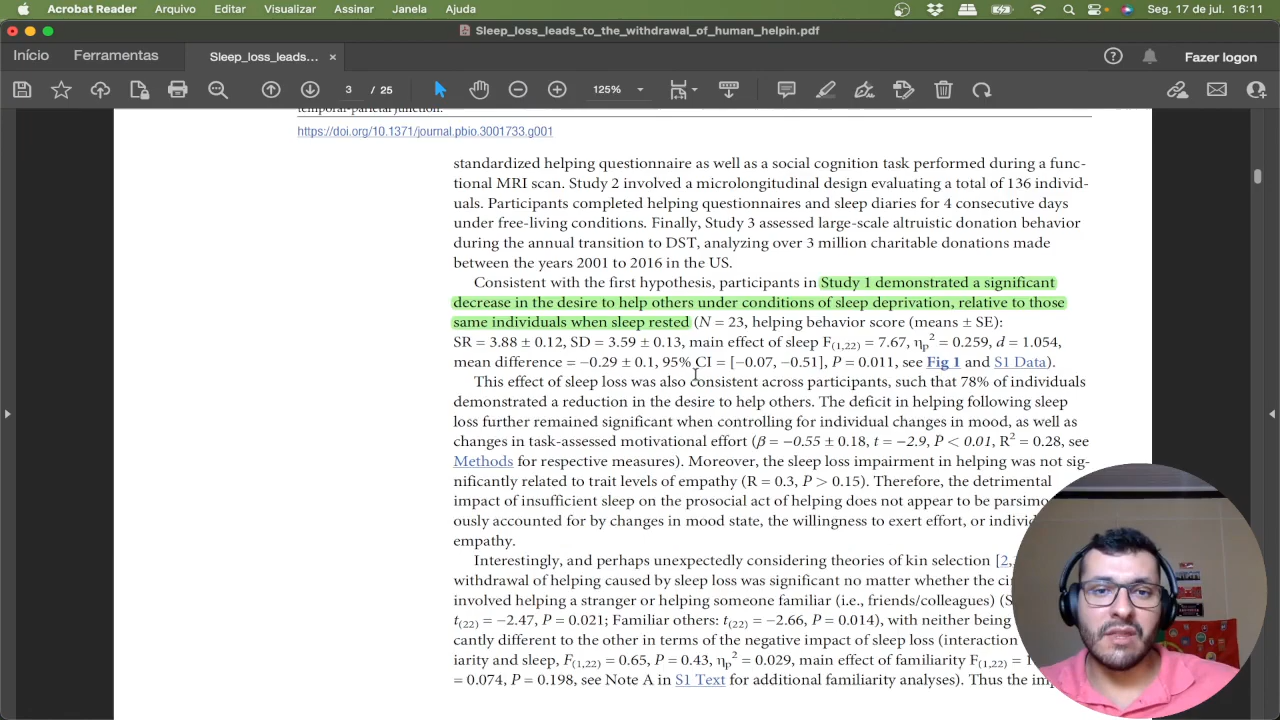 Acrobat Reader Arquivo Editar Visualizar Assinar Janela Ajuda Seg. 17 de jul. 16:11
Sleep_loss_leads_to_the_withdrawal_of_human_helpin.pdf
Início Ferramentas Sleep_loss_leads... × Fazer logon
3 / 25 125%
temporal-parietal junction.
https://doi.org/10.1371/journal.pbio.3001733.g001
standardized helping questionnaire as well as a social cognition task performed during a func-
tional MRI scan. Study 2 involved a microlongitudinal design evaluating a total of 136 individ-
uals. Participants completed helping questionnaires and sleep diaries for 4 consecutive days
under free-living conditions. Finally, Study 3 assessed large-scale altruistic donation behavior
during the annual transition to DST, analyzing over 3 million charitable donations made
between the years 2001 to 2016 in the US.
Consistent with the first hypothesis, participants in Study 1 demonstrated a significant
decrease in the desire to help others under conditions of sleep deprivation, relative to those
same individuals when sleep rested (N = 23, helping behavior score (means ± SE):
SR = 3.88 ± 0.12, SD = 3.59 ± 0.13, main effect of sleep F(1,22) = 7.67, ηp² = 0.259, d = 1.054,
mean difference = −0.29 ± 0.1, 95% CI = [−0.07, −0.51], P = 0.011, see Fig 1 and S1 Data).
This effect of sleep loss was also consistent across participants, such that 78% of individuals
demonstrated a reduction in the desire to help others. The deficit in helping following sleep
loss further remained significant when controlling for individual changes in mood, as well as
changes in task-assessed motivational effort (β = −0.55 ± 0.18, t = −2.9, P < 0.01, R² = 0.28, see
Methods for respective measures). Moreover, the sleep loss impairment in helping was not sig-
nificantly related to trait levels of empathy (R = 0.3, P > 0.15). Therefore, the detrimental
impact of insufficient sleep on the prosocial act of helping does not appear to be parsimo
ously accounted for by changes in mood state, the willingness to exert effort, or individ
empathy.
Interestingly, and perhaps unexpectedly considering theories of kin selection [2,
withdrawal of helping caused by sleep loss was significant no matter whether the ci
involved helping a stranger or helping someone familiar (i.e., friends/colleagues) (S
t(22) = −2.47, P = 0.021; Familiar others: t(22) = −2.66, P = 0.014), with neither being
cantly different to the other in terms of the negative impact of sleep loss (interaction
iarity and sleep, F(1,22) = 0.65, P = 0.43, ηp² = 0.029, main effect of familiarity F(1,22) = 1
= 0.074, P = 0.198, see Note A in S1 Text for additional familiarity analyses). Thus the imp